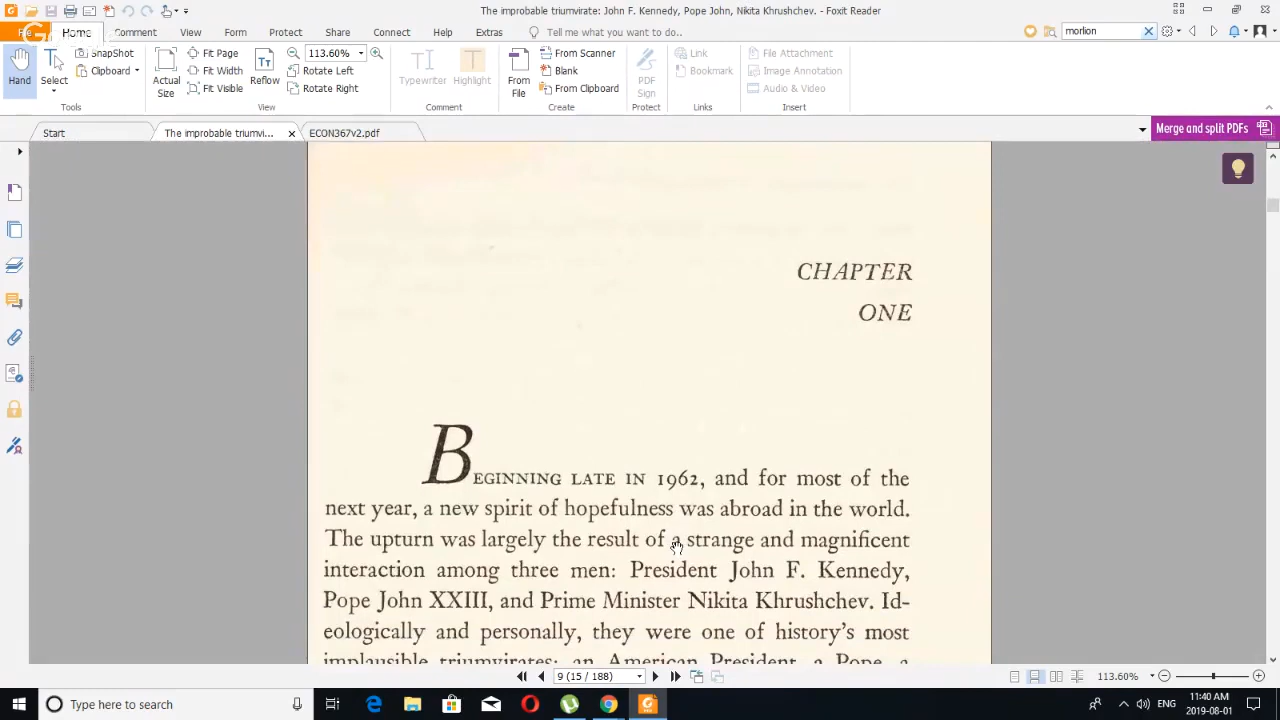 The improbable triumvirate: John F. Kennedy, Pope John, Nikita Khrushchev. - Foxit Reader
File Home Comment View Form Protect Share Connect Help Extras Tell me what you want to do.. morlion
Hand
Select
SnapShot
Clipboard
Tools
Actual Size
Fit Page
Fit Width
Fit Visible
Reflow
113.60%
Rotate Left
Rotate Right
View
Typewriter
Highlight
Comment
From File
From Scanner
Blank
From Clipboard
Create
PDF Sign
Protect
Link
Bookmark
Links
File Attachment
Image Annotation
Audio & Video
Insert
Start The improbable triumvi... ECON367v2.pdf Merge and split PDFs
CHAPTER
ONE
BEGINNING LATE IN 1962, and for most of the
next year, a new spirit of hopefulness was abroad in the world.
The upturn was largely the result of a strange and magnificent
interaction among three men: President John F. Kennedy,
Pope John XXIII, and Prime Minister Nikita Khrushchev. Id-
eologically and personally, they were one of history's most
implausible triumvirates: an American President, a Pope, a
9 (15 / 188) 113.60%
Type here to search ENG 11:40 AM
2019-08-01